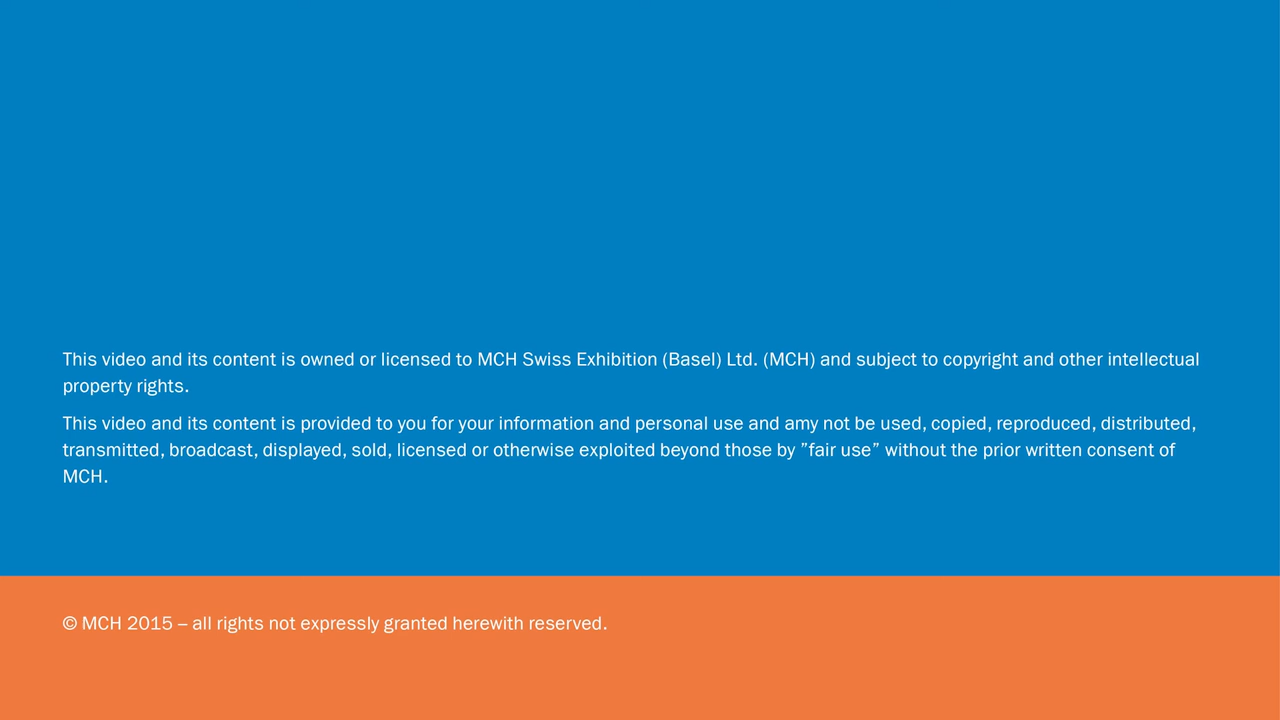 This video and its content is owned or licensed to MCH Swiss Exhibition (Basel) Ltd. (MCH) and subject to copyright and other intellectual
property rights.
This video and its content is provided to you for your information and personal use and amy not be used, copied, reproduced, distributed,
transmitted, broadcast, displayed, sold, licensed or otherwise exploited beyond those by ”fair use” without the prior written consent of
MCH.
© MCH 2015 – all rights not expressly granted herewith reserved.